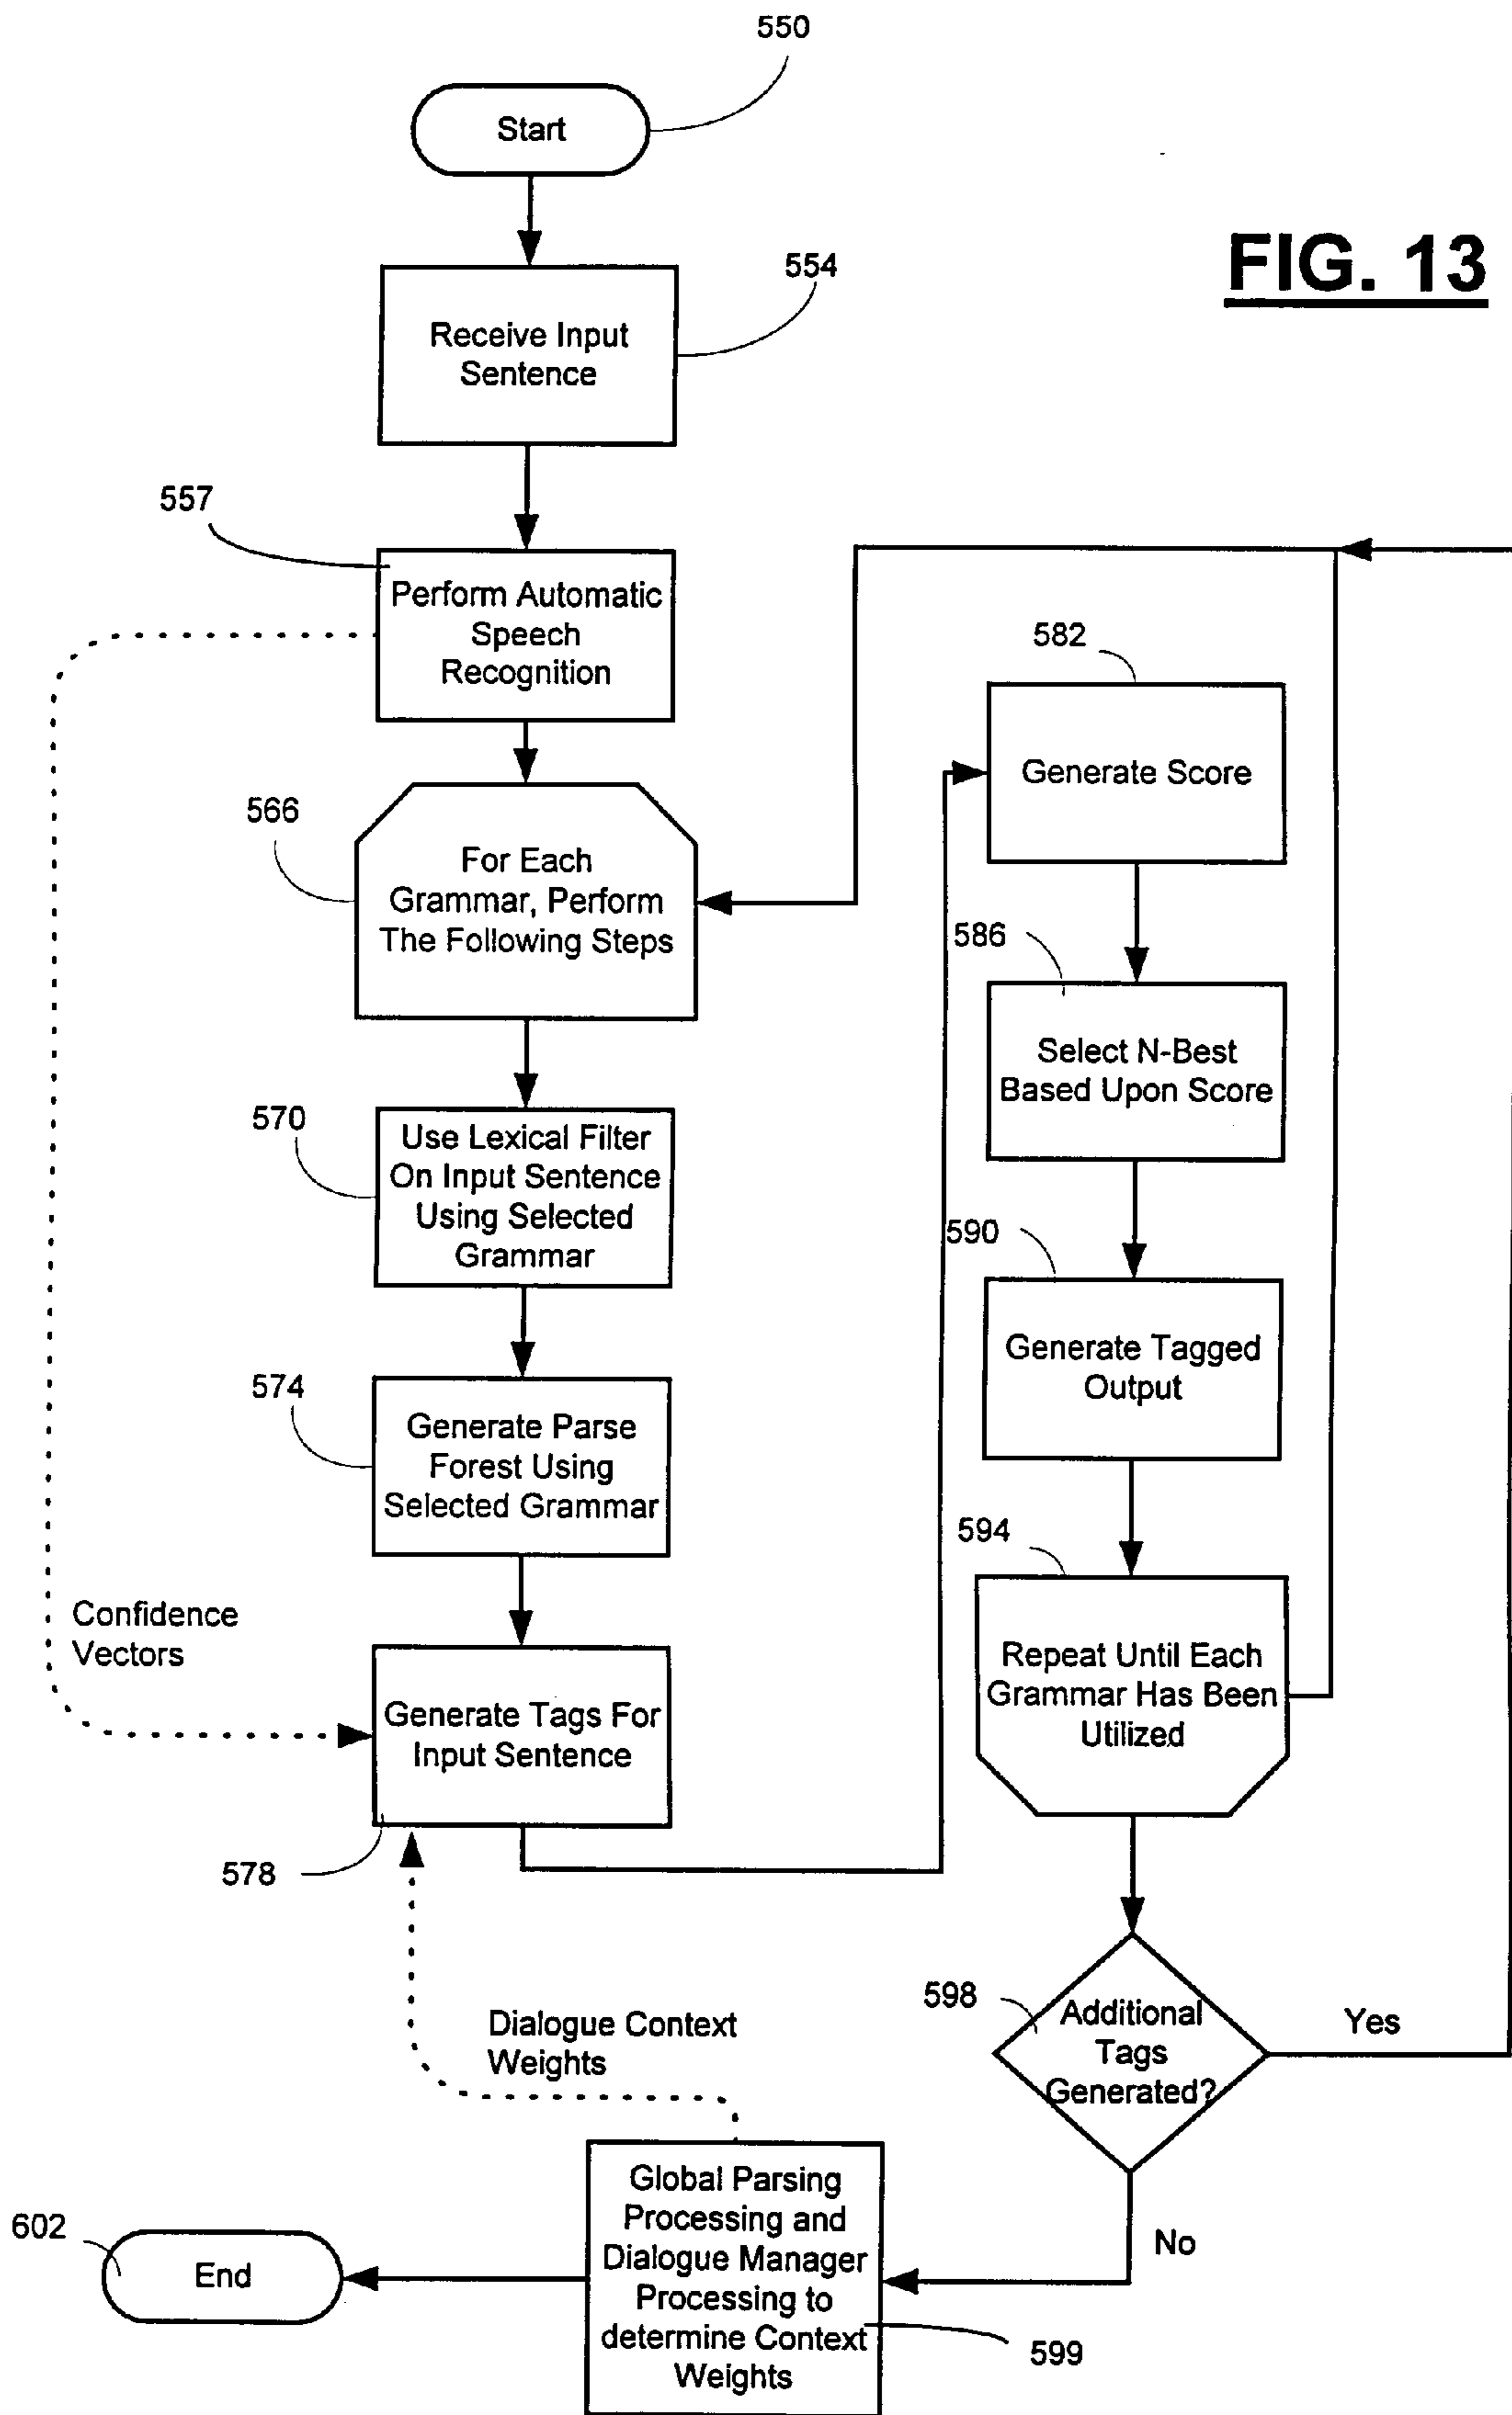 550
Start
FIG. 13
554
Receive Input
Sentence
557
Perform Automatic
Speech
Recognition
566
For Each
Grammar, Perform
The Following Steps
570
Use Lexical Filter
On Input Sentence
Using Selected
Grammar
574
Generate Parse
Forest Using
Selected Grammar
Confidence
Vectors
Generate Tags For
Input Sentence
578
582
Generate Score
586
Select N-Best
Based Upon Score
590
Generate Tagged
Output
594
Repeat Until Each
Grammar Has Been
Utilized
598
Additional
Tags
Generated?
Yes
No
Dialogue Context
Weights
Global Parsing
Processing and
Dialogue Manager
Processing to
determine Context
Weights
599
602
End